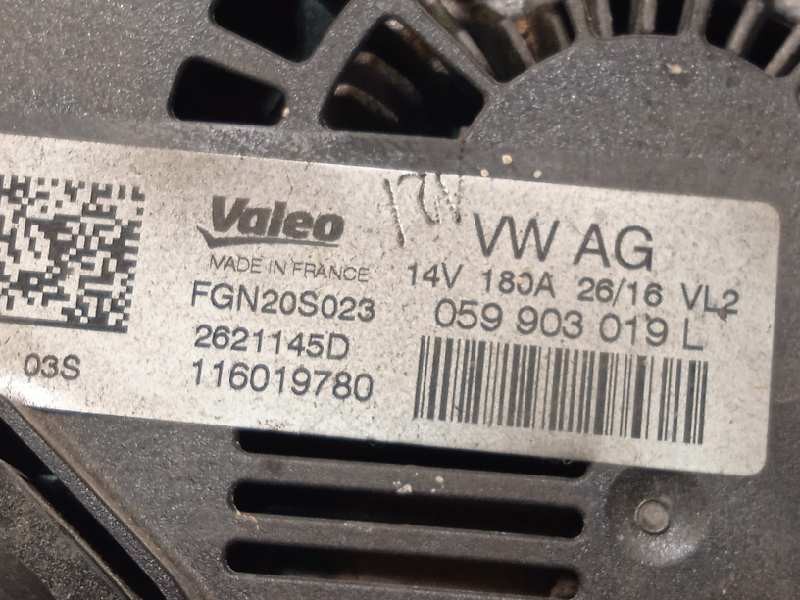 Valeo
MADE IN FRANCE
FGN20S023
2621145D
116019780
03S
VW AG
14V 180A 26/16 VL2
059 903 019 L